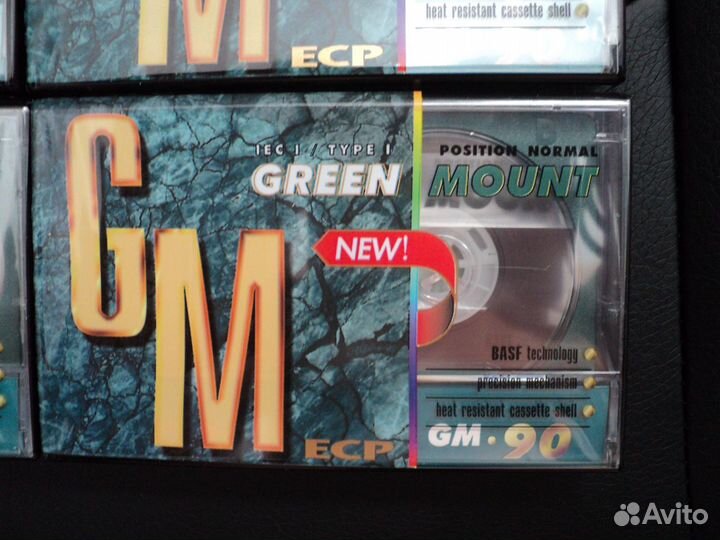 M
ECP
heat resistant cassette shell
90
GM
IEC I / TYPE I
GREEN
POSITION NORMAL
MOUNT
NEW!
BASF technology
precision mechanism
heat resistant cassette shell
GM·90
ECP
Avito